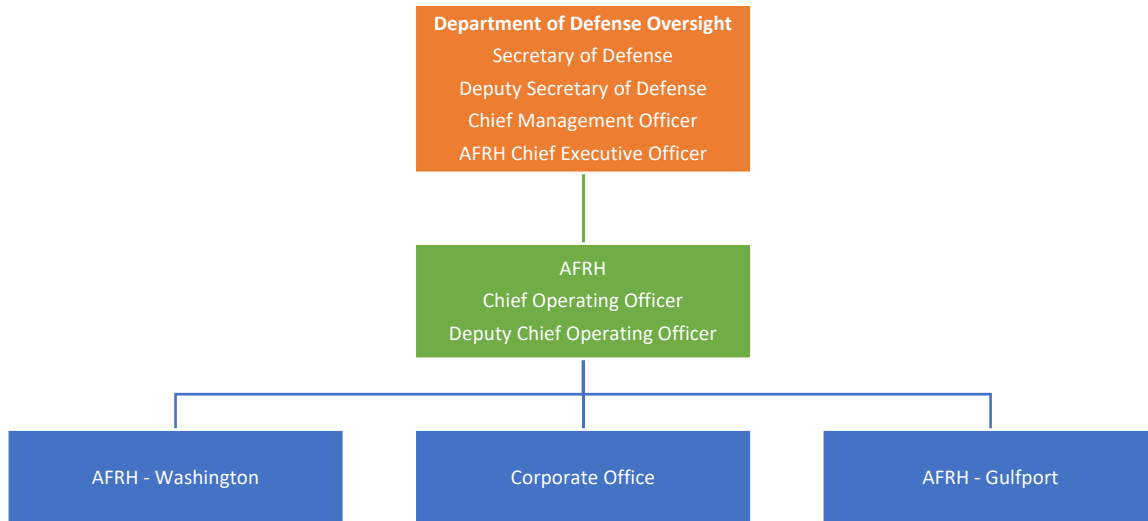 Department of Defense Oversight
Secretary of Defense
Deputy Secretary of Defense
Chief Management Officer
AFRH Chief Executive Officer
AFRH
Chief Operating Officer
Deputy Chief Operating Officer
AFRH - Washington
Corporate Office
AFRH - Gulfport